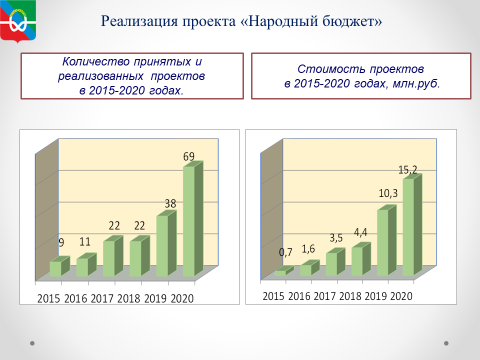 Реализация проекта «Народный бюджет»
Количество принятых и
реализованных проектов
в 2015-2020 годах.
Стоимость проектов
в 2015-2020 годах, млн.руб.
9 11 22 22 38 69
2015 2016 2017 2018 2019 2020
0,7 1,6 3,5 4,4 10,3 15,2
2015 2016 2017 2018 2019 2020